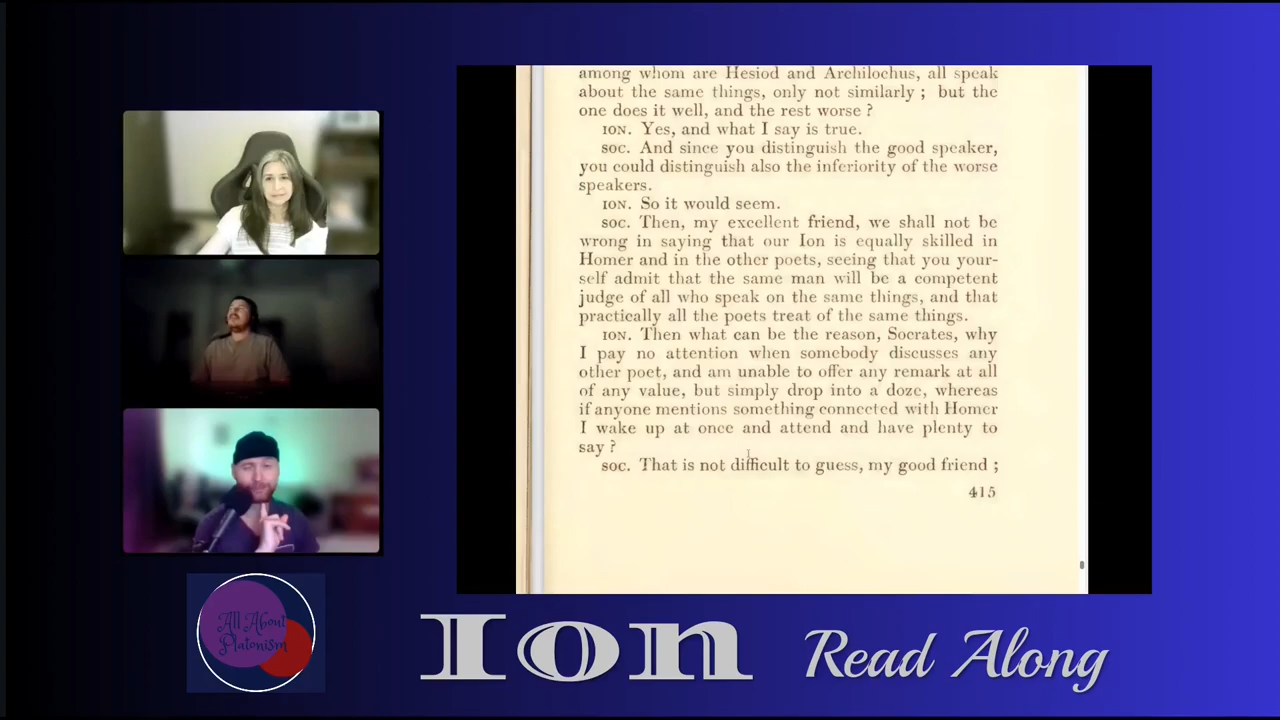 among whom are Hesiod and Archilochus, all speak
about the same things, only not similarly ; but the
one does it well, and the rest worse ?
ION. Yes, and what I say is true.
SOC. And since you distinguish the good speaker,
you could distinguish also the inferiority of the worse
speakers.
ION. So it would seem.
SOC. Then, my excellent friend, we shall not be
wrong in saying that our Ion is equally skilled in
Homer and in the other poets, seeing that you your-
self admit that the same man will be a competent
judge of all who speak on the same things, and that
practically all the poets treat of the same things.
ION. Then what can be the reason, Socrates, why
I pay no attention when somebody discusses any
other poet, and am unable to offer any remark at all
of any value, but simply drop into a doze, whereas
if anyone mentions something connected with Homer
I wake up at once and attend and have plenty to
say ?
SOC. That is not difficult to guess, my good friend ;
415
All About
Platonism
Ion Read Along